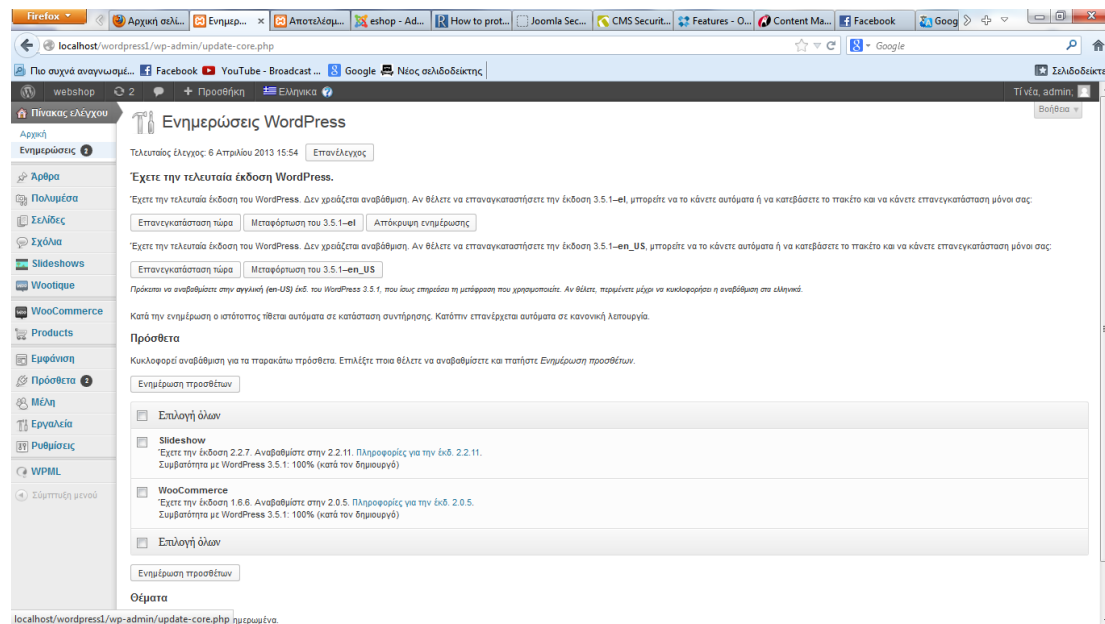 Firefox
Αρχική σελί...
Ενημερ...
Αποτελέσμ...
eshop - Ad...
How to prot...
Joomla Sec...
CMS Securit...
Features - O...
Content Ma...
Facebook
Goog
localhost/wordpress1/wp-admin/update-core.php
Google
Πιο συχνά αναγνωσμέ... Facebook YouTube - Broadcast ... Google Νέος σελιδοδείκτης
Σελιδοδείκτε
webshop 2 + Προσθήκη Ελληνικα
Τί νέα, admin;
Βοήθεια
Πίνακας ελέγχου
Αρχική
Ενημερώσεις 2
Άρθρα
Πολυμέσα
Σελίδες
Σχόλια
Slideshows
Wootique
WooCommerce
Products
Εμφάνιση
Πρόσθετα 2
Μέλη
Εργαλεία
Ρυθμίσεις
WPML
Σύμπτυξη μενού
Ενημερώσεις WordPress
Τελευταίος έλεγχος: 6 Απριλίου 2013 15:54 Επανέλεγχος
Έχετε την τελευταία έκδοση WordPress.
Έχετε την τελευταία έκδοση του WordPress. Δεν χρειάζεται αναβάθμιση. Αν θέλετε να επαναγκαταστήσετε την έκδοση 3.5.1–el, μπορείτε να το κάνετε αυτόματα ή να κατεβάσετε το πακέτο και να κάνετε επανεγκατάσταση μόνοι σας:
Επανεγκατάσταση τώρα Μεταφόρτωση του 3.5.1–el Απόκρυψη ενημέρωσης
Έχετε την τελευταία έκδοση του WordPress. Δεν χρειάζεται αναβάθμιση. Αν θέλετε να επαναγκαταστήσετε την έκδοση 3.5.1–en_US, μπορείτε να το κάνετε αυτόματα ή να κατεβάσετε το πακέτο και να κάνετε επανεγκατάσταση μόνοι σας:
Επανεγκατάσταση τώρα Μεταφόρτωση του 3.5.1–en_US
Πρόκειται να αναβαθμίσετε στην αγγλική (en-US) έκδ. του WordPress 3.5.1, που ίσως επηρεάσει τη μετάφραση που χρησιμοποιείτε. Αν θέλετε, περιμένετε μέχρι να κυκλοφορήσει η αναβάθμιση στα ελληνικά.
Κατά την ενημέρωση ο ιστότοπος τίθεται αυτόματα σε κατάσταση συντήρησης. Κατόπιν επανέρχεται αυτόματα σε κανονική λειτουργία.
Πρόσθετα
Κυκλοφορεί αναβάθμιση για τα παρακάτω πρόσθετα. Επιλέξτε ποια θέλετε να αναβαθμίσετε και πατήστε Ενημέρωση προσθέτων.
Ενημέρωση προσθέτων
Επιλογή όλων
Slideshow
Έχετε την έκδοση 2.2.7. Αναβαθμίστε στην 2.2.11. Πληροφορίες για την έκδ. 2.2.11.
Συμβατότητα με WordPress 3.5.1: 100% (κατά τον δημιουργό)
WooCommerce
Έχετε την έκδοση 1.6.6. Αναβαθμίστε στην 2.0.5. Πληροφορίες για την έκδ. 2.0.5.
Συμβατότητα με WordPress 3.5.1: 100% (κατά τον δημιουργό)
Επιλογή όλων
Ενημέρωση προσθέτων
Θέματα
localhost/wordpress1/wp-admin/update-core.php ημερωμένα.